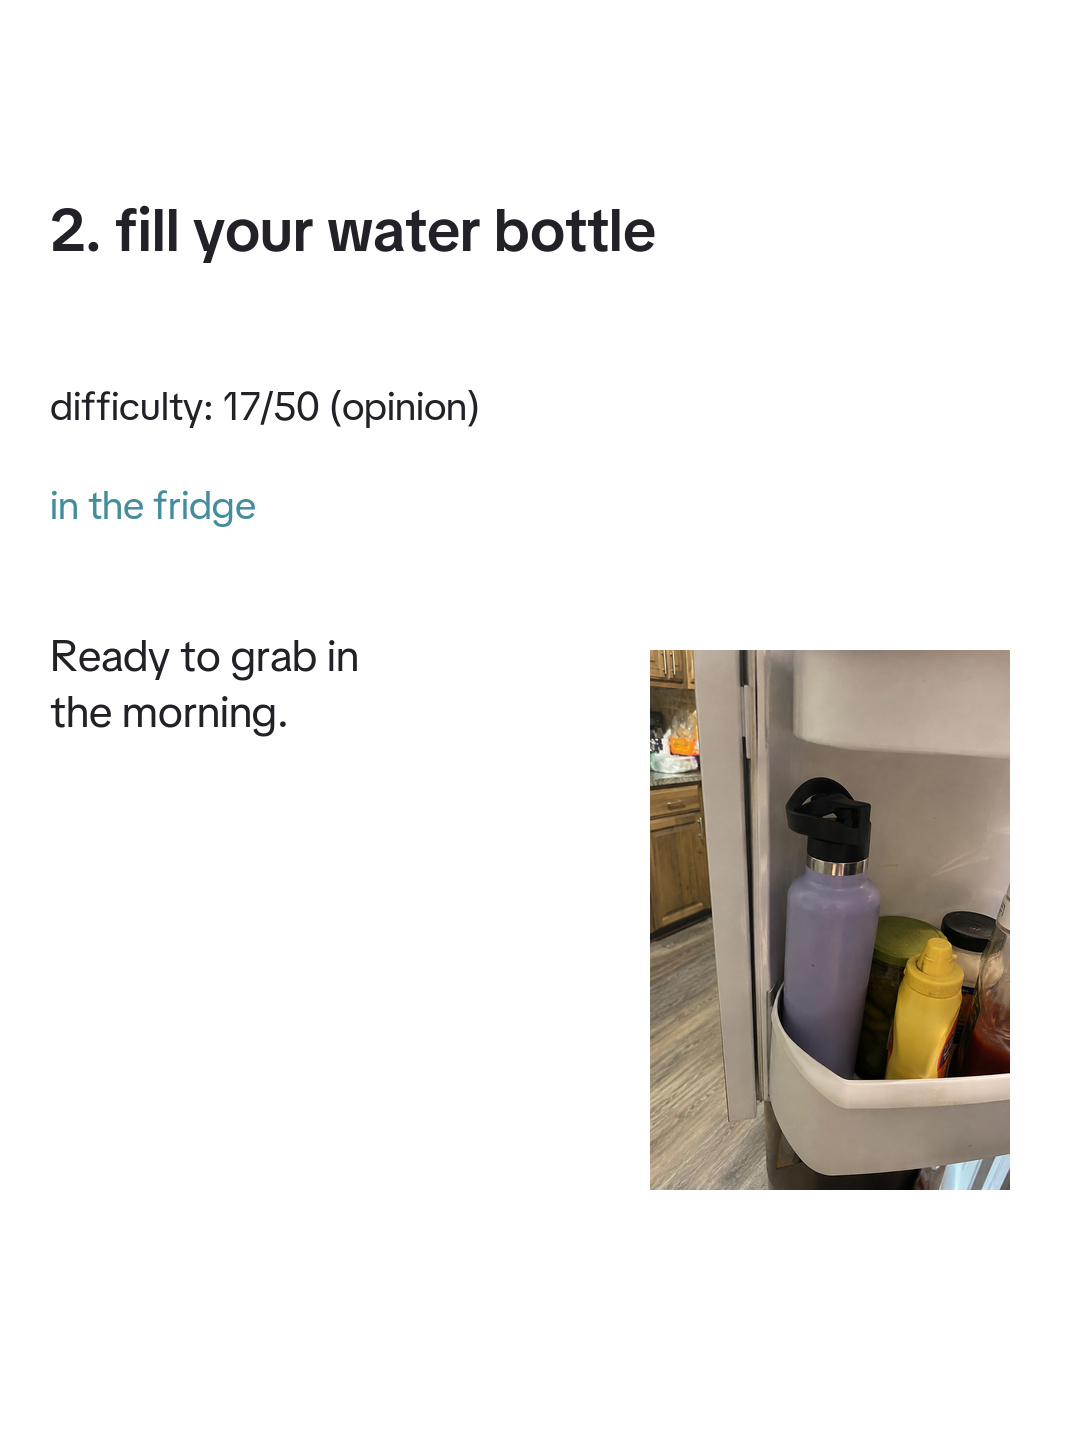 2. fill your water bottle
difficulty: 17/50 (opinion)
in the fridge
Ready to grab in
the morning.